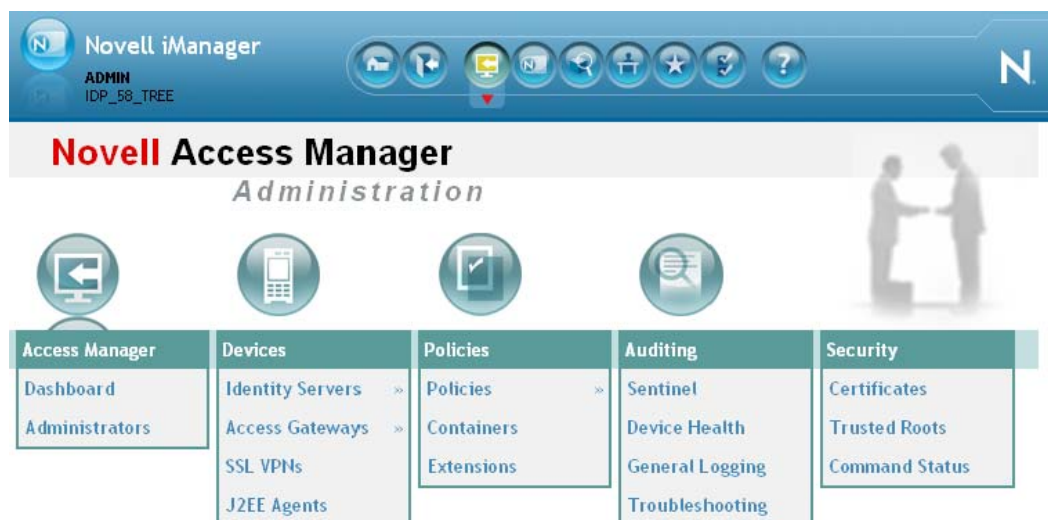 Novell iManager
ADMIN
IDP_58_TREE
N
Novell Access Manager
Administration
Access Manager
Dashboard
Administrators
Devices
Identity Servers »
Access Gateways »
SSL VPNs
J2EE Agents
Policies
Policies »
Containers
Extensions
Auditing
Sentinel
Device Health
General Logging
Troubleshooting
Security
Certificates
Trusted Roots
Command Status